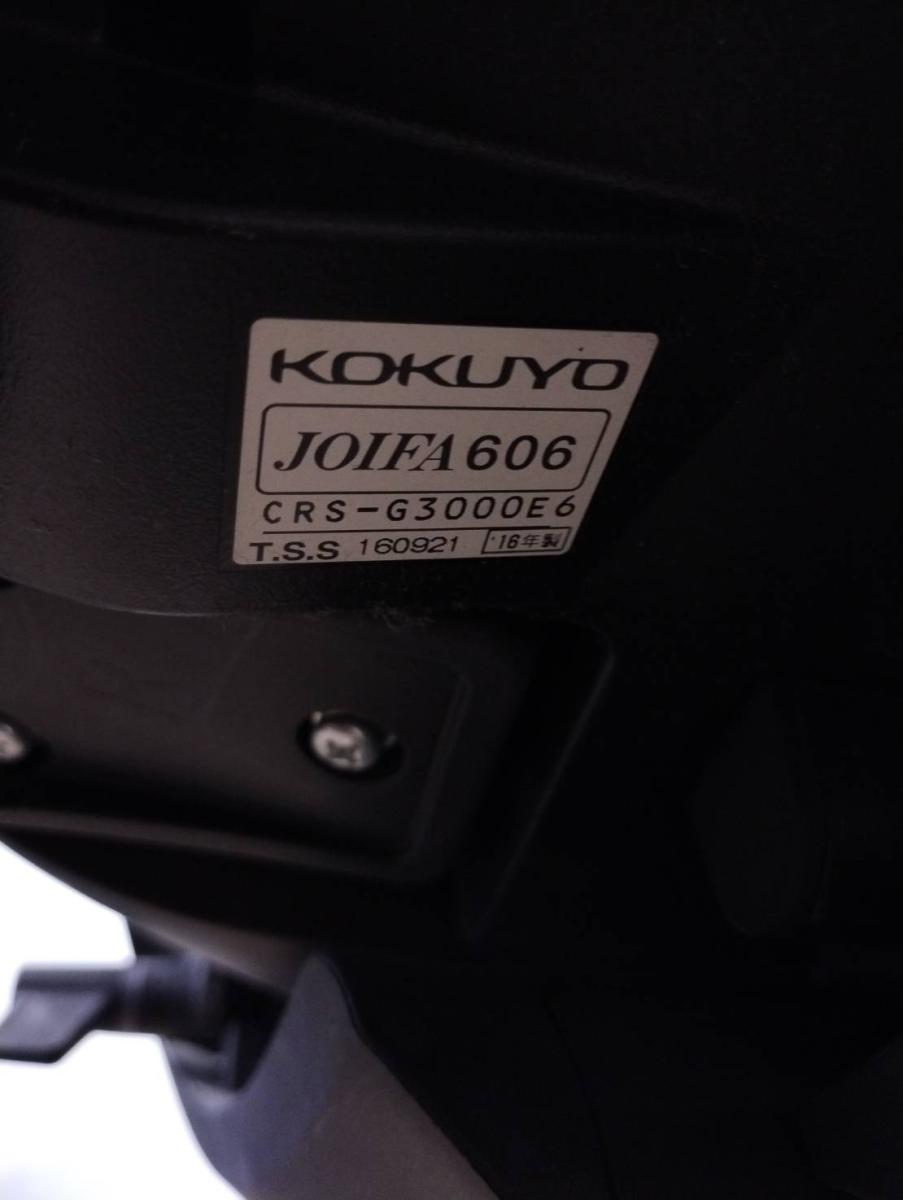 KOKUYO
JOIFA 606
CRS-G3000E6
T.S.S 160921 '16年製